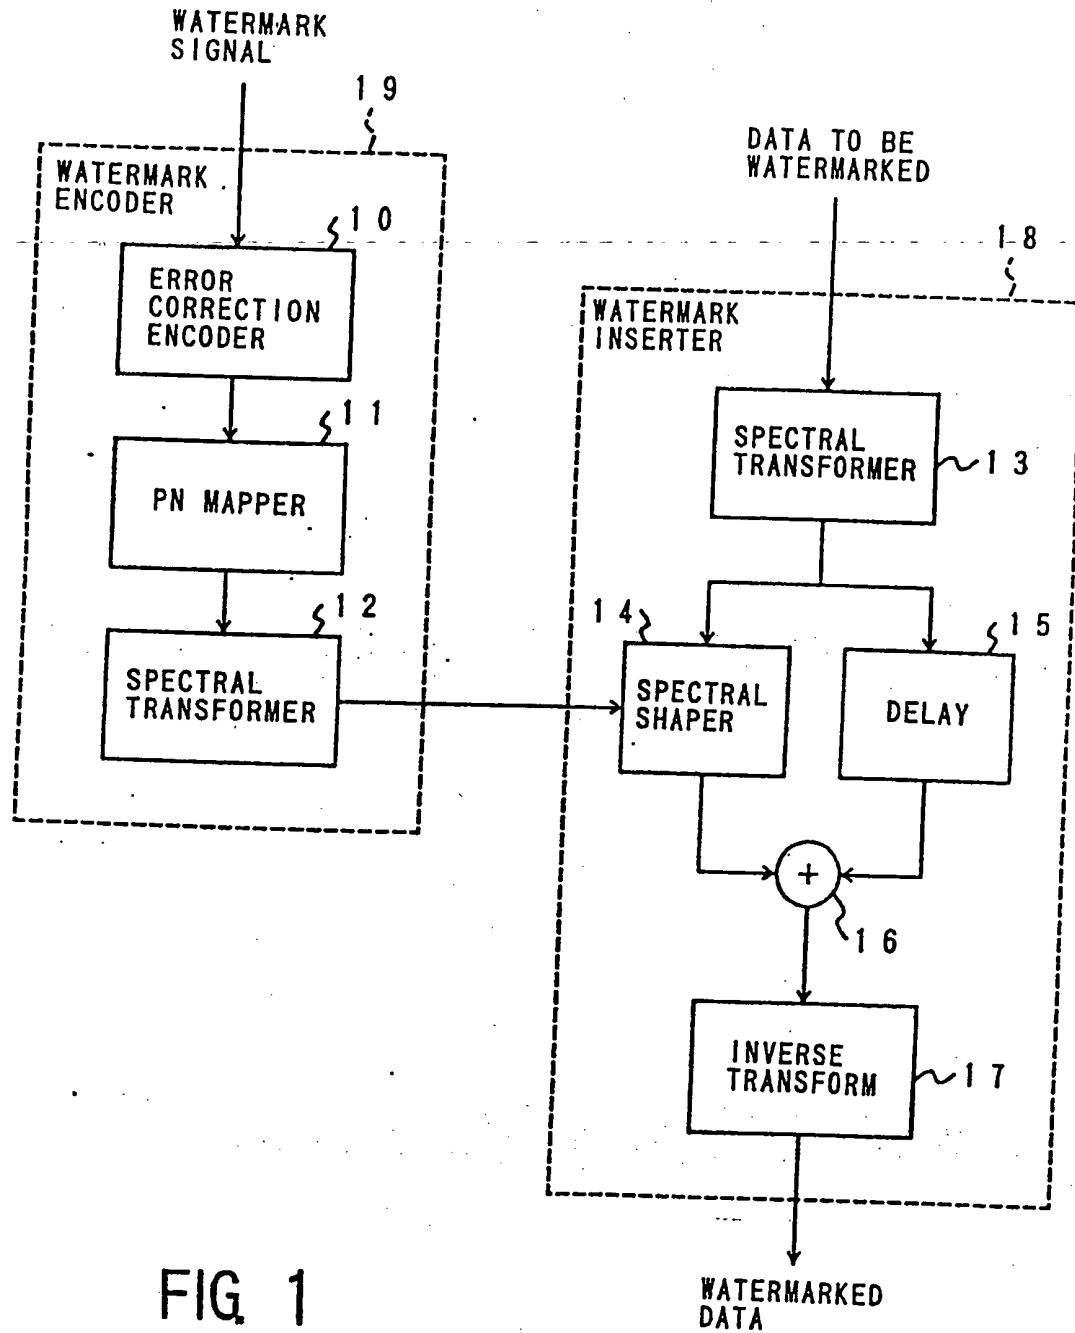 WATERMARK
SIGNAL
19
WATERMARK
ENCODER
10
ERROR
CORRECTION
ENCODER
11
PN MAPPER
12
SPECTRAL
TRANSFORMER
DATA TO BE
WATERMARKED
18
WATERMARK
INSERTER
SPECTRAL
TRANSFORMER
13
14
SPECTRAL
SHAPER
15
DELAY
+
16
INVERSE
TRANSFORM
17
WATERMARKED
DATA
FIG. 1